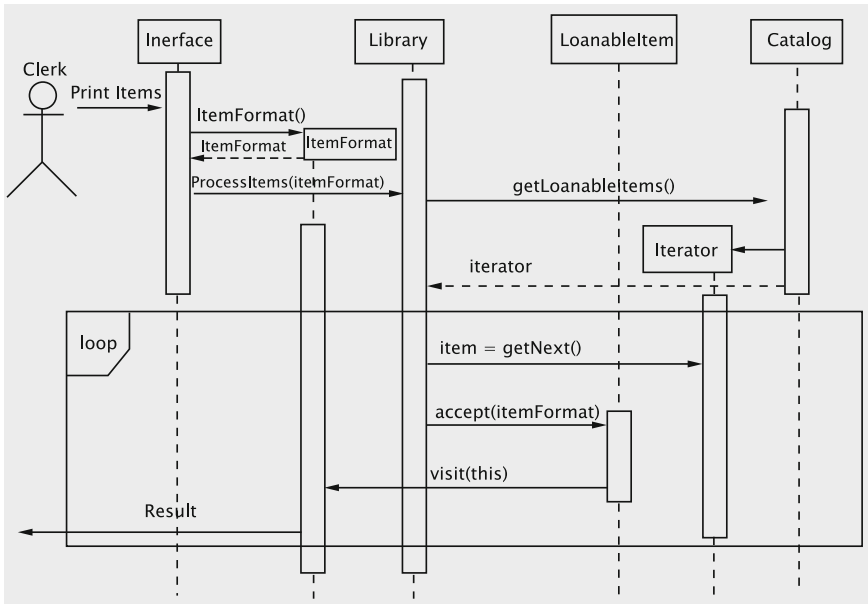 Inerface
Library
LoanableItem
Catalog
Clerk
Print Items
ItemFormat()
ItemFormat
ItemFormat
ProcessItems(itemFormat)
getLoanableItems()
Iterator
iterator
loop
item = getNext()
accept(itemFormat)
visit(this)
Result